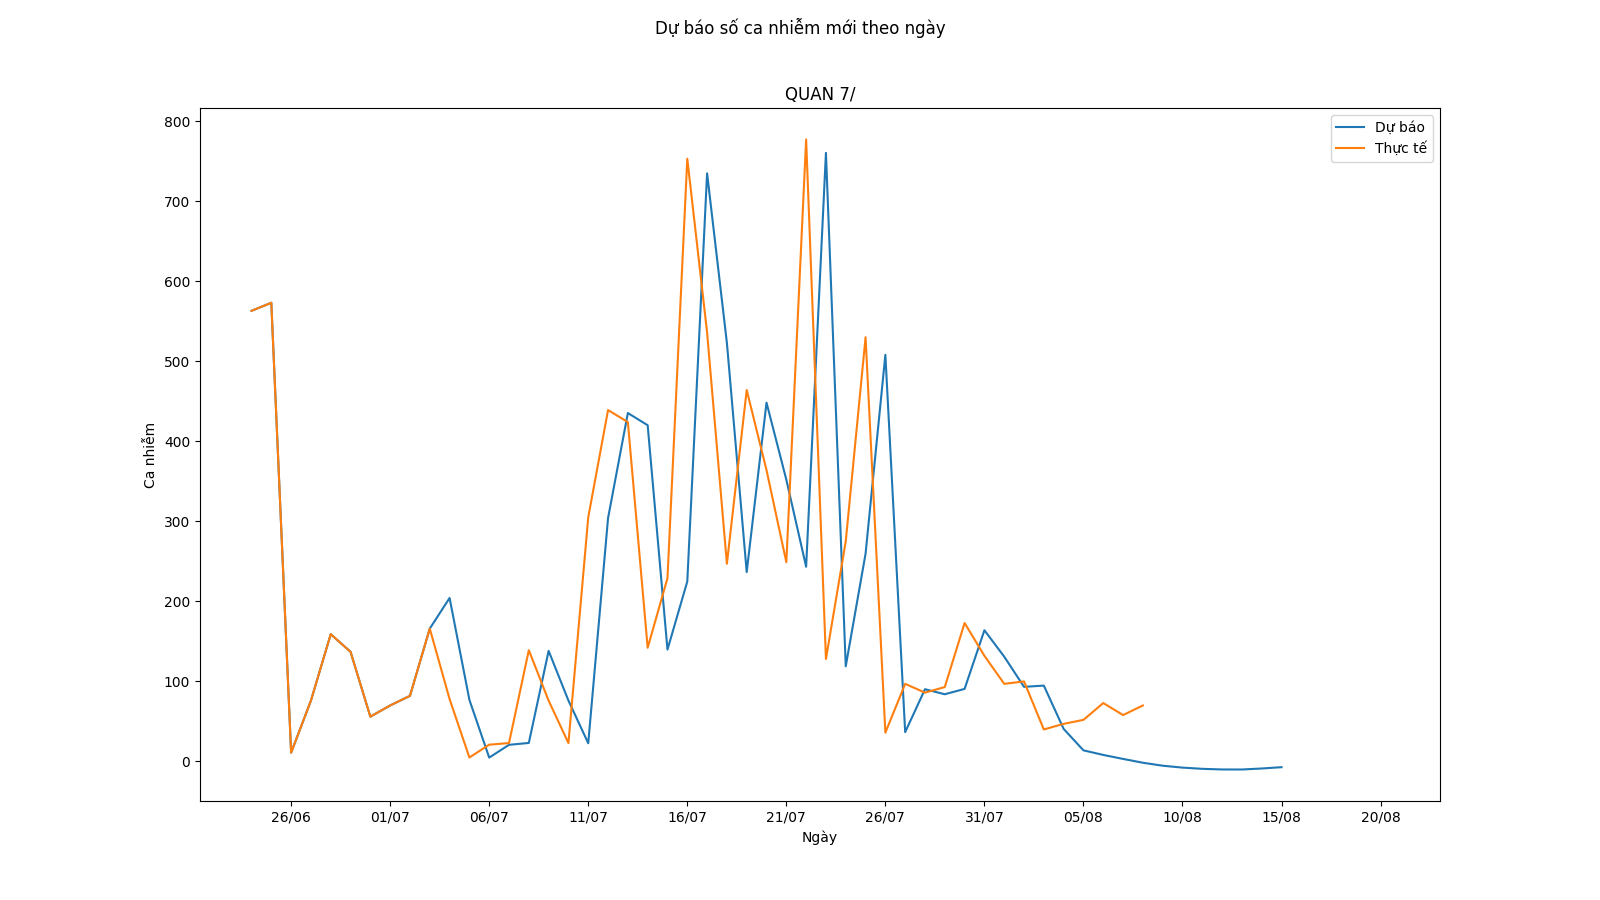 Dự báo số ca nhiễm mới theo ngày
QUAN 7/
800
700
600
500
400
300
200
100
0
Ca nhiễm
Dự báo
Thực tế
26/06 01/07 06/07 11/07 16/07 21/07 26/07 31/07 05/08 10/08 15/08 20/08
Ngày